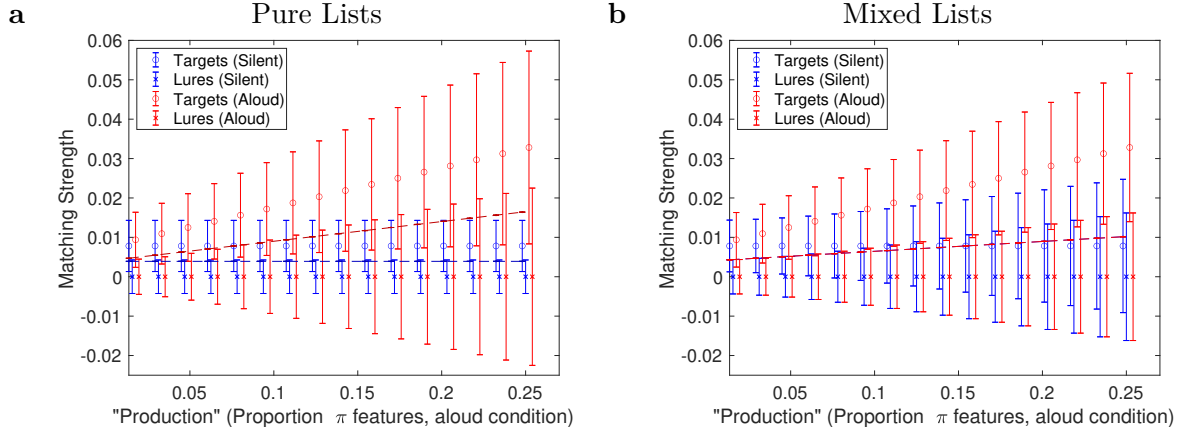 a Pure Lists
0.06
0.05
0.04
0.03
0.02
0.01
0
-0.01
-0.02
Matching Strength
Targets (Silent)
Lures (Silent)
Targets (Aloud)
Lures (Aloud)
0.05 0.1 0.15 0.2 0.25
"Production" (Proportion π features, aloud condition)
b Mixed Lists
0.06
0.05
0.04
0.03
0.02
0.01
0
-0.01
-0.02
Matching Strength
Targets (Silent)
Lures (Silent)
Targets (Aloud)
Lures (Aloud)
0.05 0.1 0.15 0.2 0.25
"Production" (Proportion π features, aloud condition)